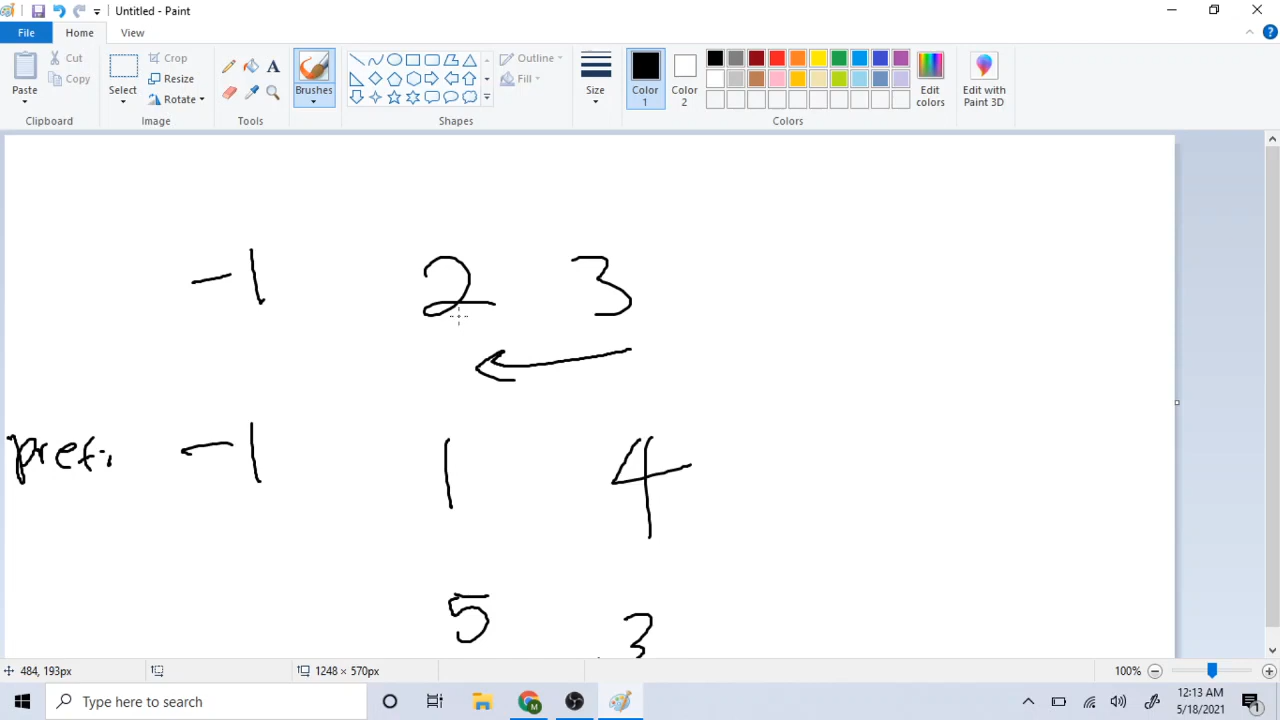 Untitled - Paint
File Home View
Paste Cut Copy Clipboard
Select Crop Resize Rotate Image
A Tools
Brushes
Shapes Outline Fill
Size
Color 1 Color 2 Edit colors Colors
Edit with Paint 3D
-1 2 3
pref: -1 1 4
5 3
484, 193px 1248 × 570px 100%
Type here to search M 12:13 AM
5/18/2021 1